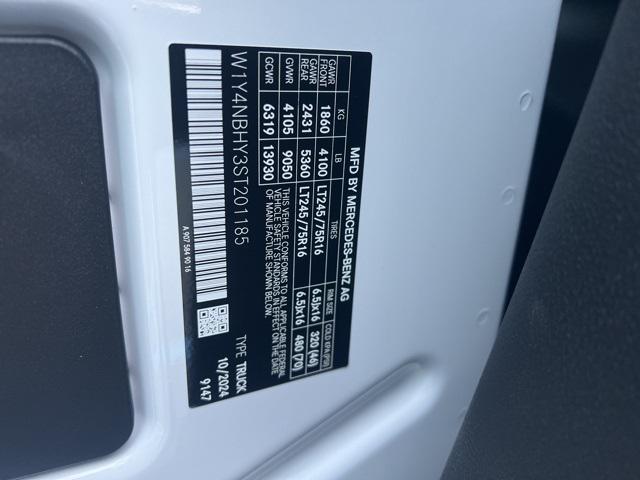 MFD BY MERCEDES-BENZ AG
KG LB TIRES RM SIZE COLD KPA(PSI)
GAWR FRONT 1860 4100 LT245/75R16 6.5Jx16 320 (46)
GAWR REAR 2431 5360 LT245/75R16 6.5Jx16 480 (70)
GVWR 4105 9050
GCWR 6319 13930
THIS VEHICLE CONFORMS TO ALL APPLICABLE FEDERAL
VEHICLE SAFETY STANDARDS IN EFFECT ON THE DATE
OF MANUFACTURE SHOWN BELOW.
W1Y4NBHY3ST201185
TYPE TRUCK
10/2024
9147
A 907 584 90 16